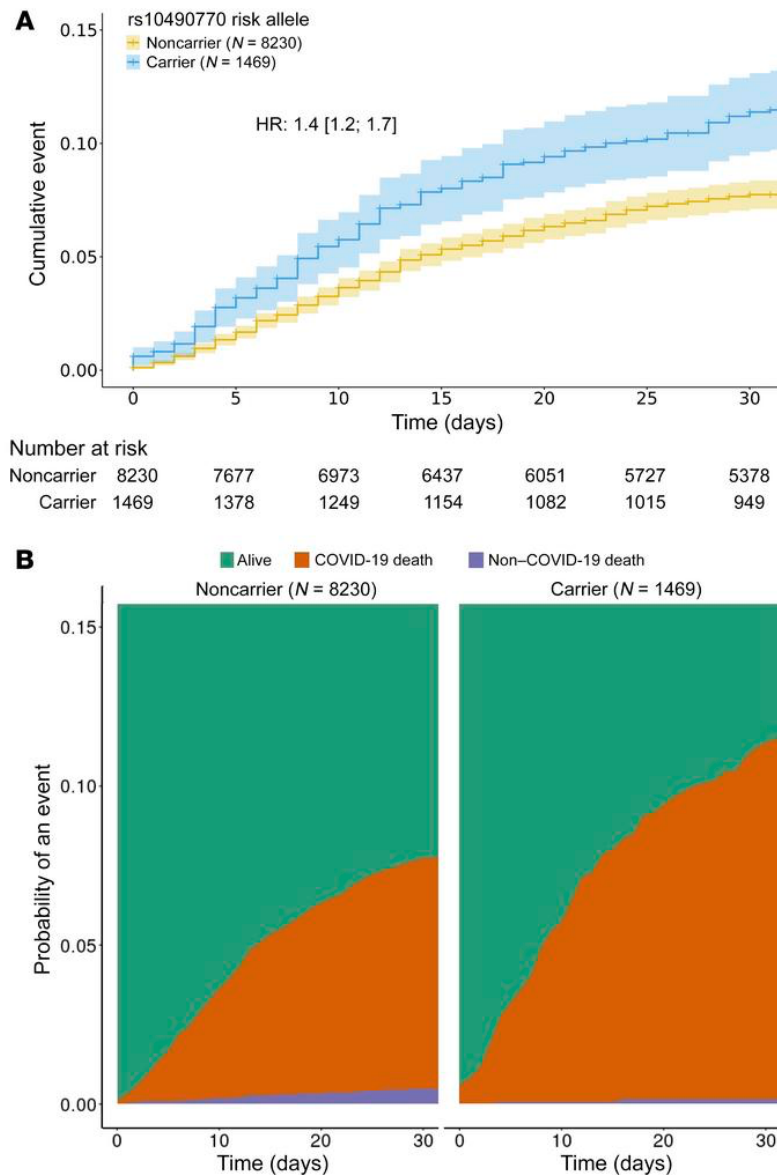 A
rs10490770 risk allele
Noncarrier (N = 8230)
Carrier (N = 1469)
HR: 1.4 [1.2; 1.7]
Cumulative event
0.15
0.10
0.05
0.00
0 5 10 15 20 25 30
Time (days)
Number at risk
Noncarrier 8230 7677 6973 6437 6051 5727 5378
Carrier 1469 1378 1249 1154 1082 1015 949
B
Alive COVID-19 death Non–COVID-19 death
Noncarrier (N = 8230) Carrier (N = 1469)
Probability of an event
0.15
0.10
0.05
0.00
0 10 20 30 0 10 20 30
Time (days) Time (days)